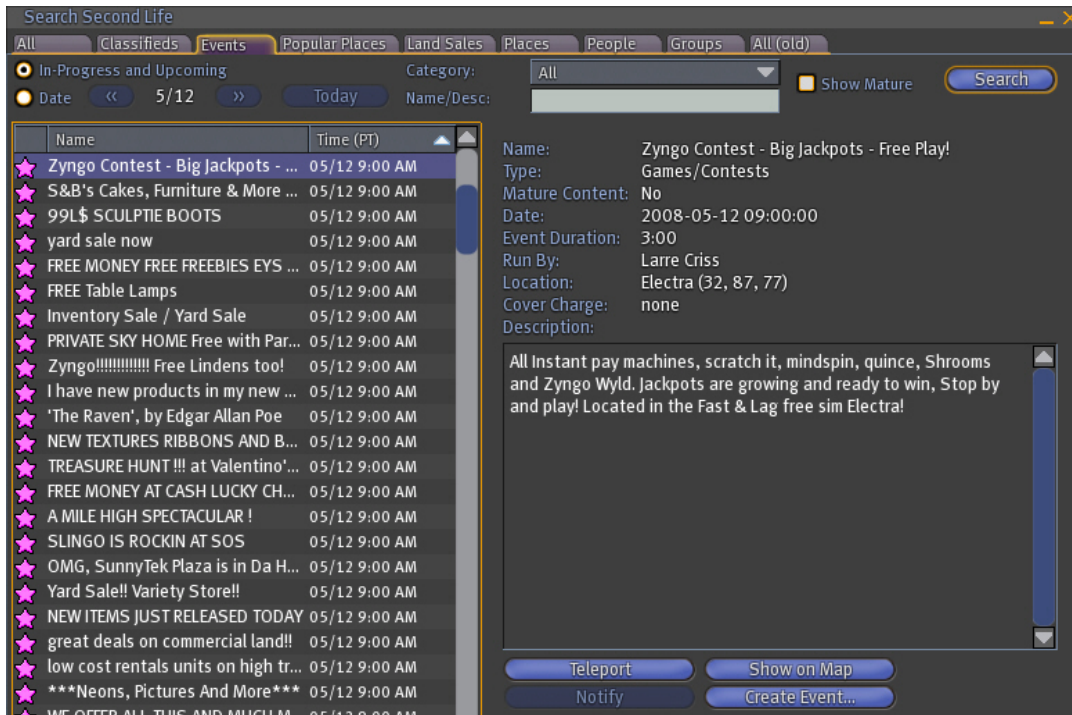 Search Second Life
All Classifieds Events Popular Places Land Sales Places People Groups All (old)
In-Progress and Upcoming Category: All Show Mature Search
Date << 5/12 >> Today Name/Desc:
Name Time (PT)
Zyngo Contest - Big Jackpots - ... 05/12 9:00 AM
S&B's Cakes, Furniture & More ... 05/12 9:00 AM
99L$ SCULPTIE BOOTS 05/12 9:00 AM
yard sale now 05/12 9:00 AM
FREE MONEY FREE FREEBIES EYS ... 05/12 9:00 AM
FREE Table Lamps 05/12 9:00 AM
Inventory Sale / Yard Sale 05/12 9:00 AM
PRIVATE SKY HOME Free with Par... 05/12 9:00 AM
Zyngo!!!!!!!!!!!!! Free Lindens too! 05/12 9:00 AM
I have new products in my new ... 05/12 9:00 AM
'The Raven', by Edgar Allan Poe 05/12 9:00 AM
NEW TEXTURES RIBBONS AND B... 05/12 9:00 AM
TREASURE HUNT !!! at Valentino'... 05/12 9:00 AM
FREE MONEY AT CASH LUCKY CH... 05/12 9:00 AM
A MILE HIGH SPECTACULAR ! 05/12 9:00 AM
SLINGO IS ROCKIN AT SOS 05/12 9:00 AM
OMG, SunnyTek Plaza is in Da H... 05/12 9:00 AM
Yard Sale!! Variety Store!! 05/12 9:00 AM
NEW ITEMS JUST RELEASED TODAY 05/12 9:00 AM
great deals on commercial land!! 05/12 9:00 AM
low cost rentals units on high tr... 05/12 9:00 AM
***Neons, Pictures And More*** 05/12 9:00 AM
WE OFFER ALL THIS AND MUCH M... 05/12 9:00 AM
Name: Zyngo Contest - Big Jackpots - Free Play!
Type: Games/Contests
Mature Content: No
Date: 2008-05-12 09:00:00
Event Duration: 3:00
Run By: Larre Criss
Location: Electra (32, 87, 77)
Cover Charge: none
Description:
All Instant pay machines, scratch it, mindspin, quince, Shrooms
and Zyngo Wyld. Jackpots are growing and ready to win, Stop by
and play! Located in the Fast & Lag free sim Electra!
Teleport Show on Map
Notify Create Event...